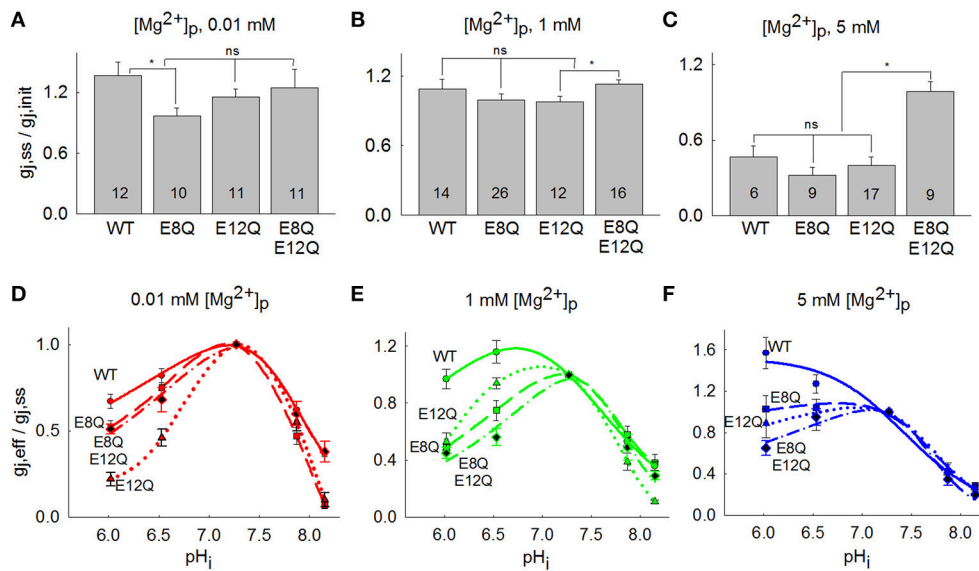 A
[Mg²⁺]p, 0.01 mM
gj,ss / gj,init
1.2
0.6
0.0
*
ns
12
10
11
11
WT
E8Q
E12Q
E8Q
E12Q
B
[Mg²⁺]p, 1 mM
1.2
0.6
0.0
ns
*
14
26
12
16
WT
E8Q
E12Q
E8Q
E12Q
C
[Mg²⁺]p, 5 mM
1.2
0.6
0.0
ns
*
6
9
17
9
WT
E8Q
E12Q
E8Q
E12Q
D
0.01 mM [Mg²⁺]p
gj,eff / gj,ss
1.0
0.5
0.0
WT
E8Q
E8Q
E12Q
E12Q
6.0
6.5
7.0
7.5
8.0
pHi
E
1 mM [Mg²⁺]p
1.2
0.8
0.4
0.0
WT
E12Q
E8Q
E8Q
E12Q
6.0
6.5
7.0
7.5
8.0
pHi
F
5 mM [Mg²⁺]p
1.6
1.2
0.8
0.4
0.0
WT
E8Q
E12Q
E8Q
E12Q
6.0
6.5
7.0
7.5
8.0
pHi